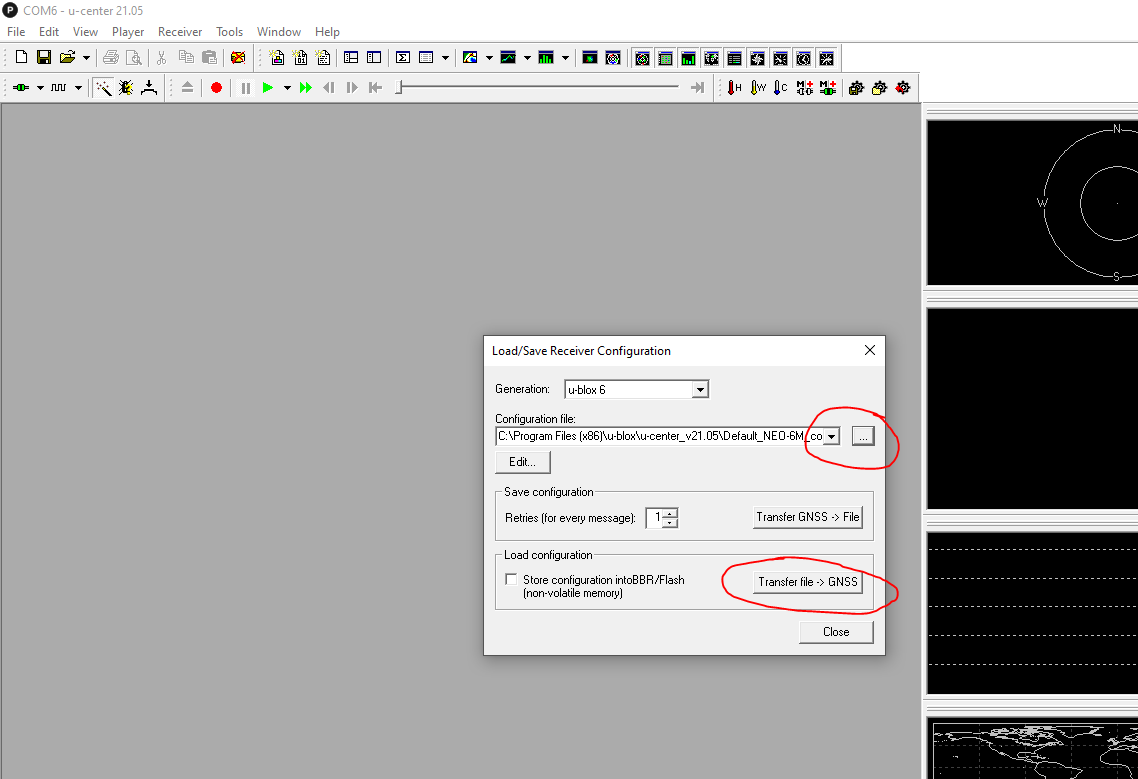 COM6 - u-center 21.05
File Edit View Player Receiver Tools Window Help
H W C
N
W
S
Load/Save Receiver Configuration
Generation: u-blox 6
Configuration file:
C:\Program Files (x86)\u-blox\u-center_v21.05\Default_NEO-6M_co
...
Edit...
Save configuration
Retries (for every message): 1
Transfer GNSS -> File
Load configuration
Store configuration intoBBR/Flash
(non-volatile memory)
Transfer file -> GNSS
Close